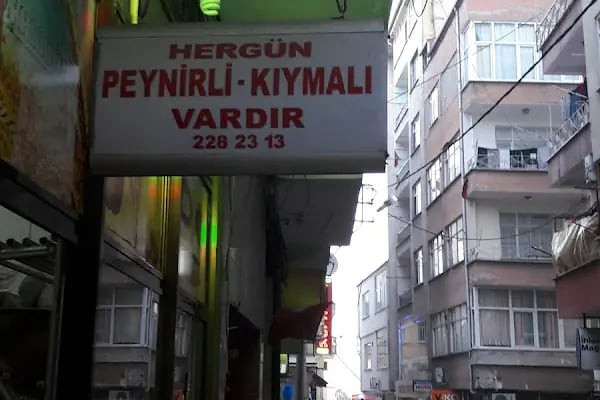 HERGÜN
PEYNİRLİ - KIYMALI
VARDIR
228 23 13